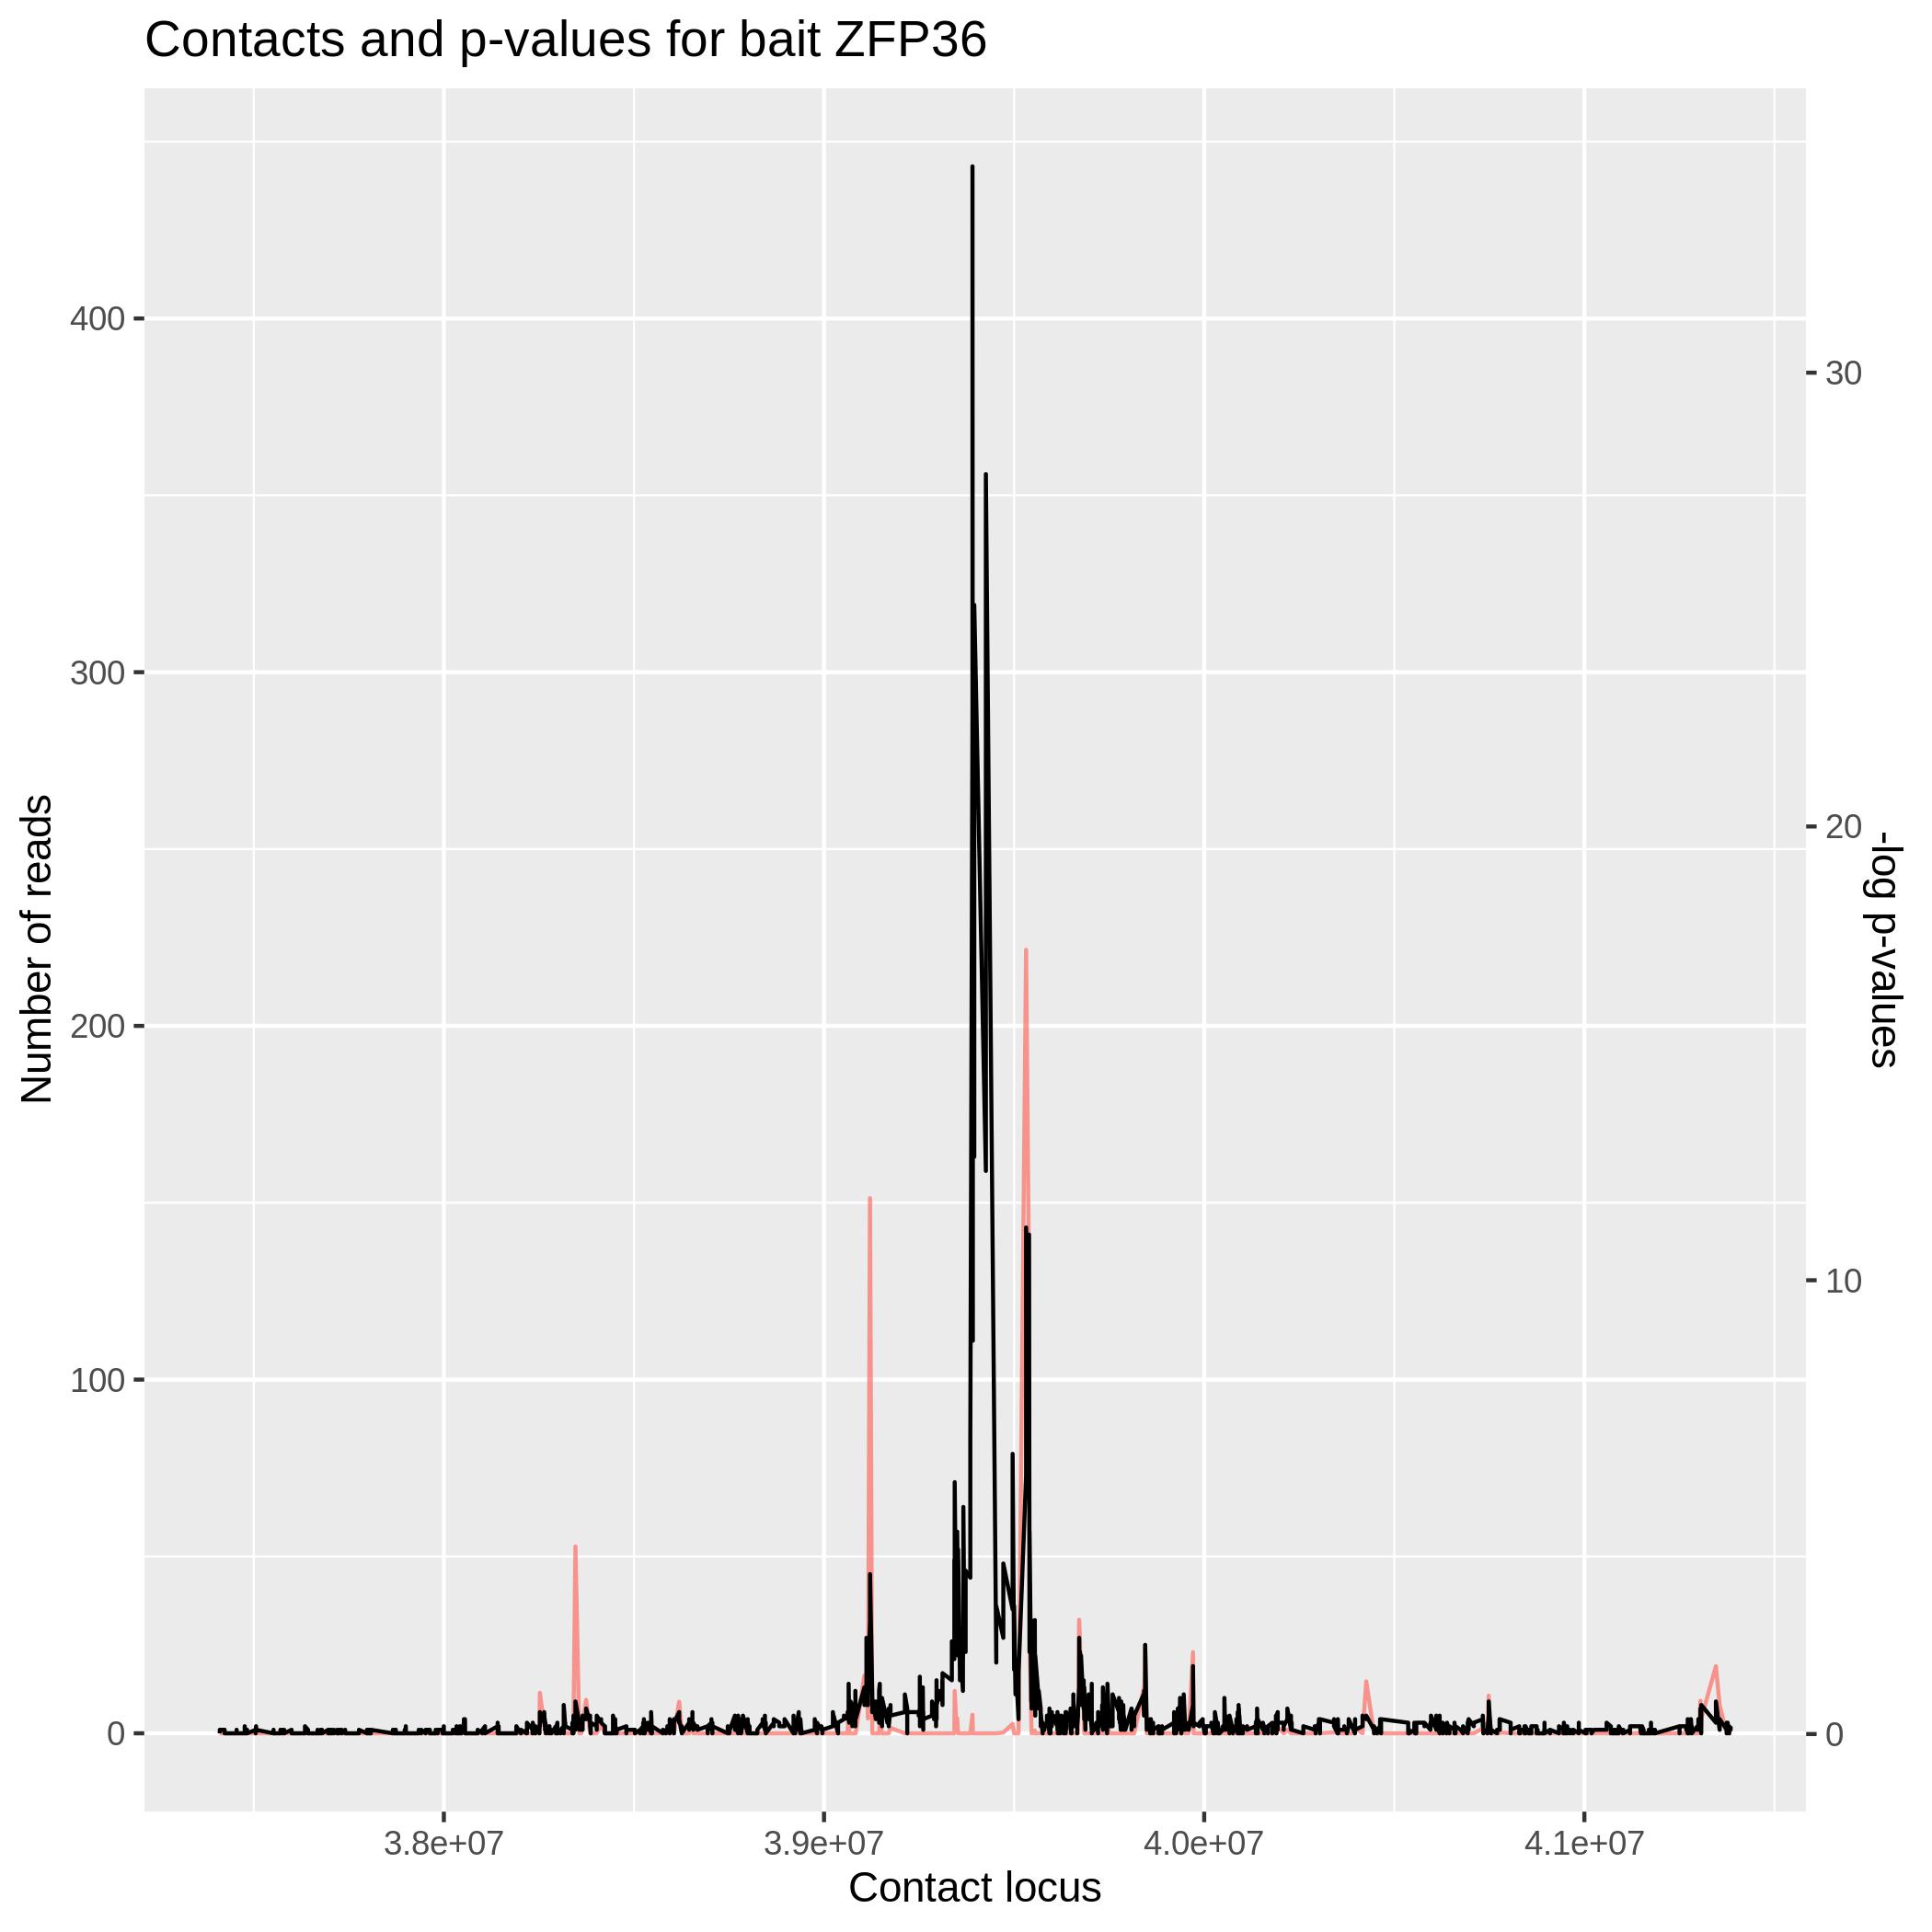 Contacts and p-values for bait ZFP36
Number of reads
400
300
200
100
0
30
20
10
0
-log p-values
3.8e+07
3.9e+07
4.0e+07
4.1e+07
Contact locus